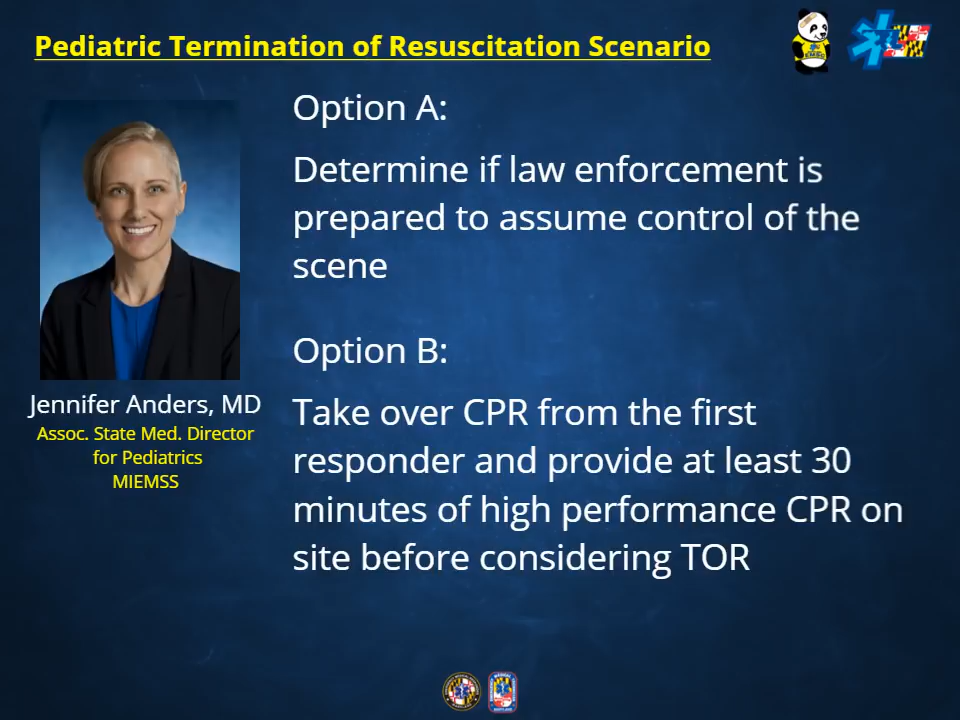 Pediatric Termination of Resuscitation Scenario
Option A:
Determine if law enforcement is
prepared to assume control of the
scene
Option B:
Take over CPR from the first
responder and provide at least 30
minutes of high performance CPR on
site before considering TOR
Jennifer Anders, MD
Assoc. State Med. Director
for Pediatrics
MIEMSS